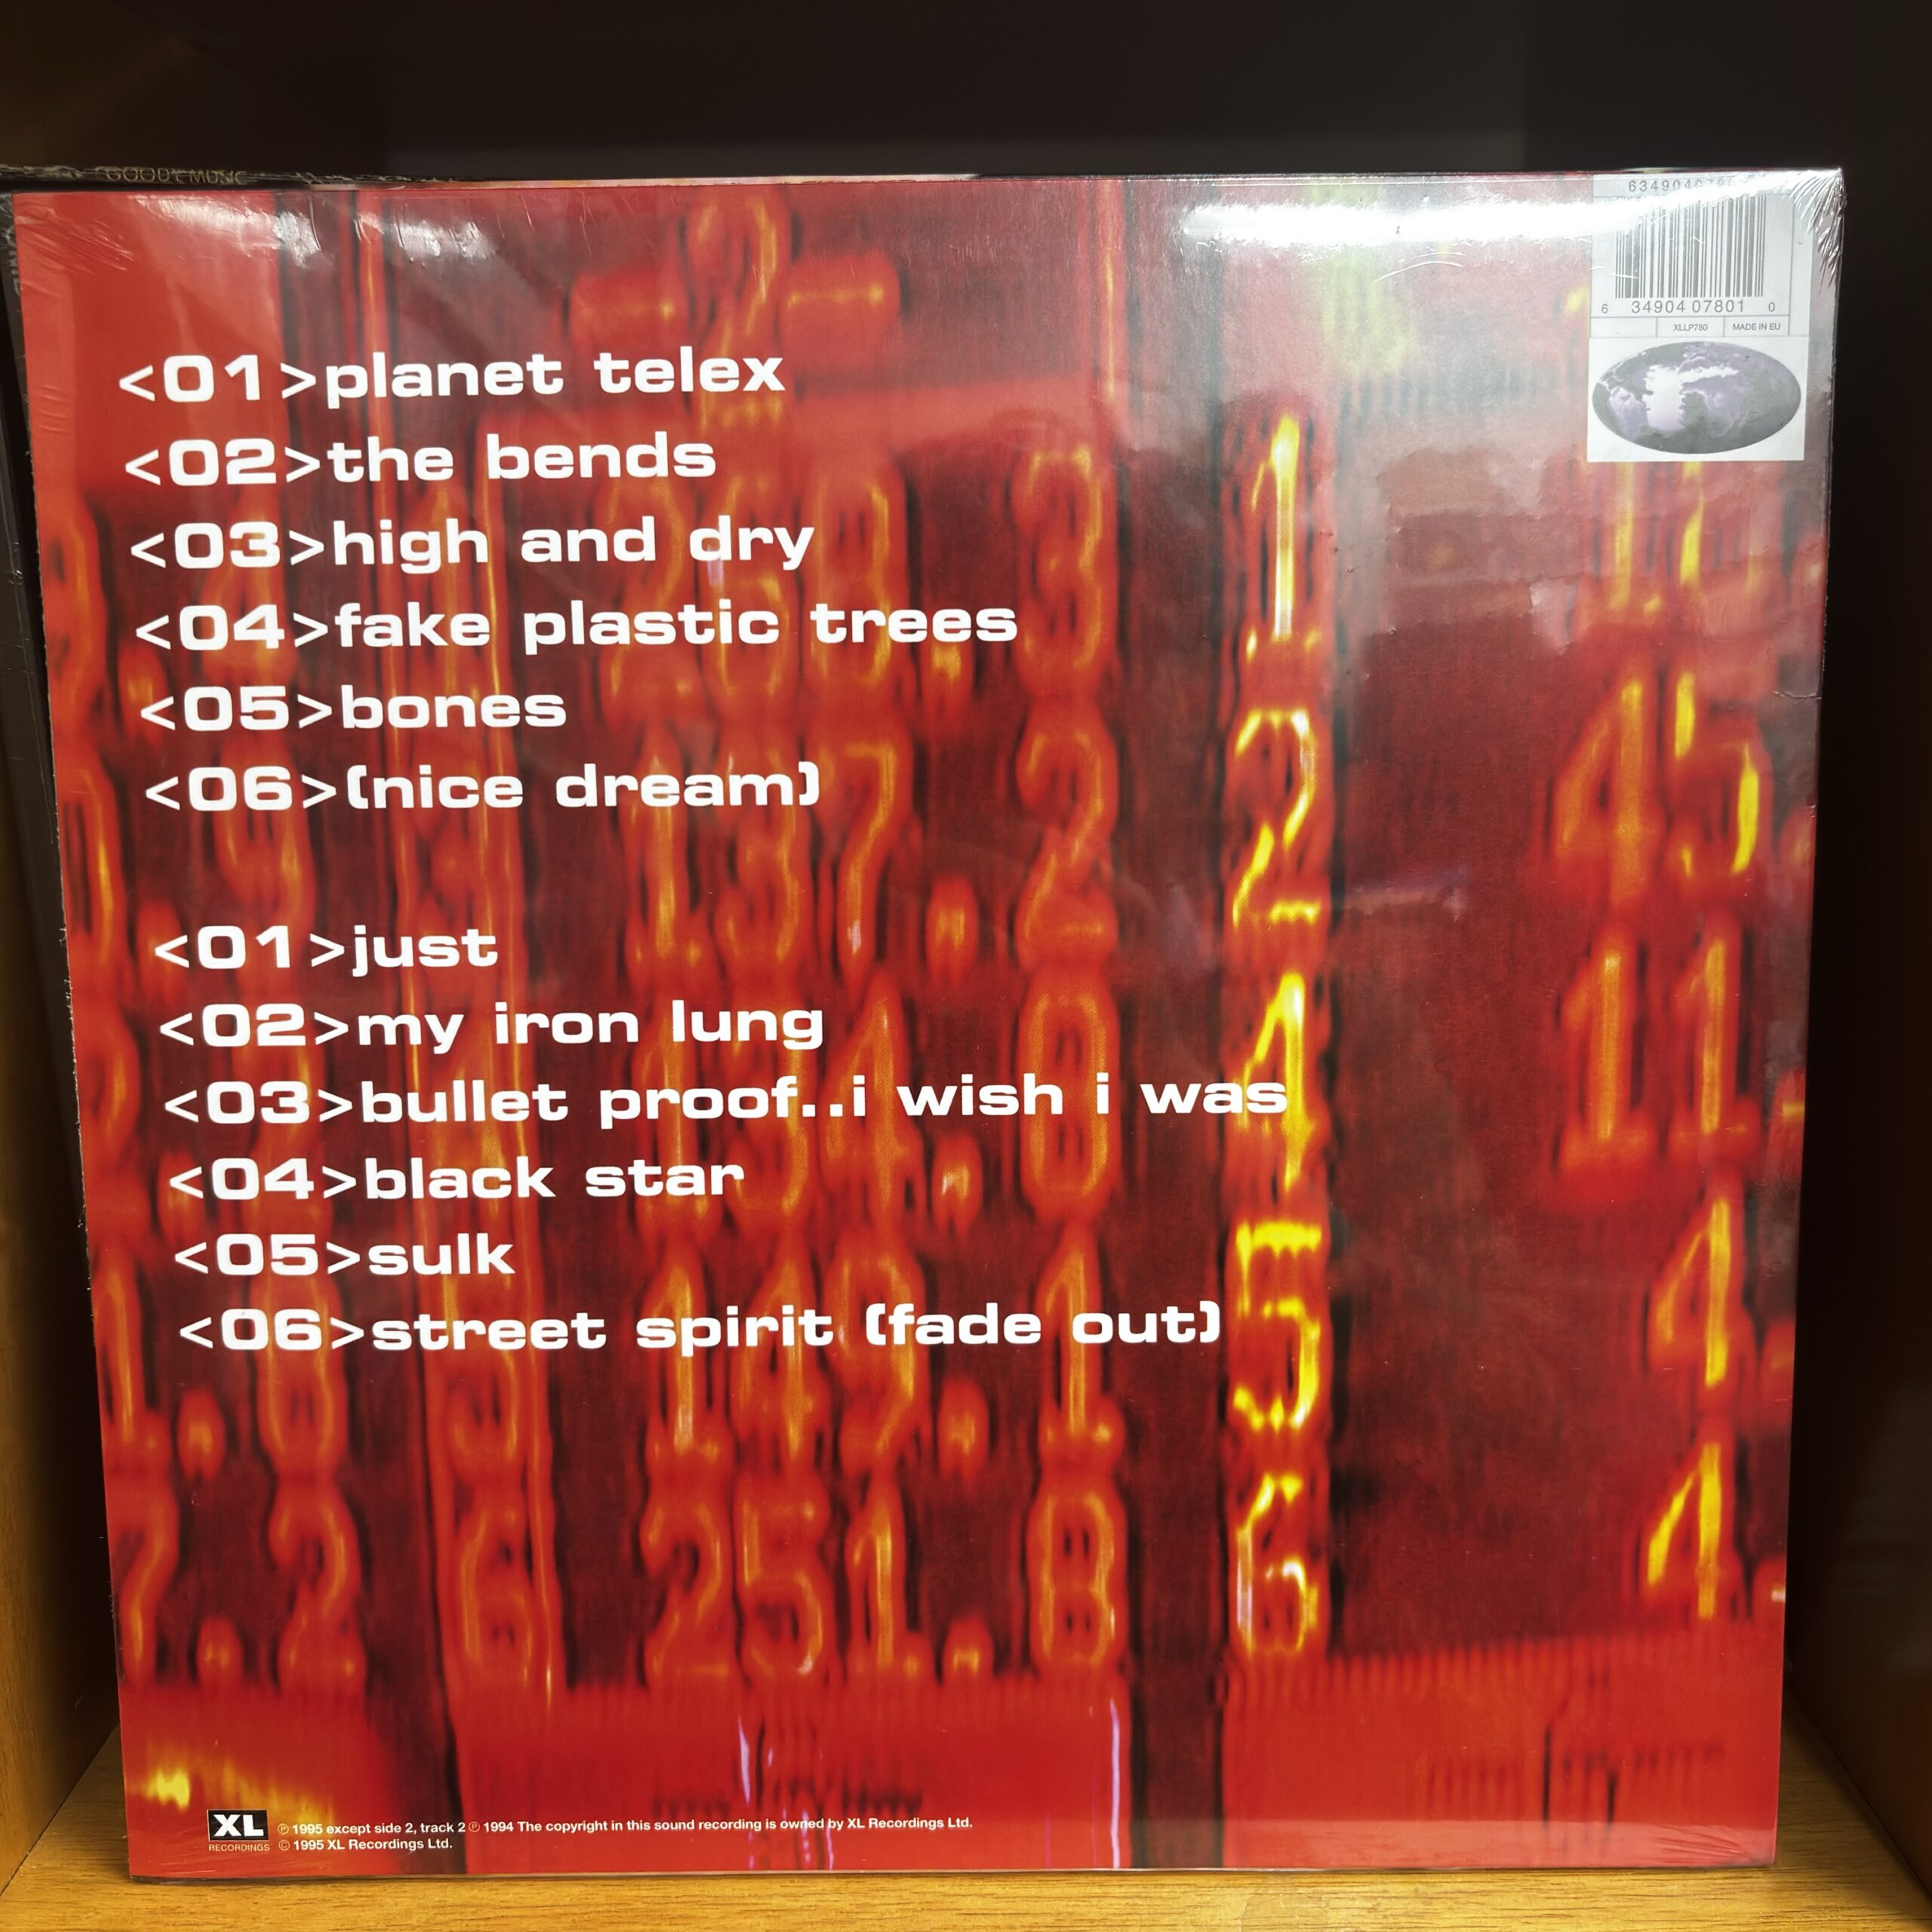 6 34904 07801 0
XLLP780 MADE IN EU
<01>planet telex
<02>the bends
<03>high and dry
<04>fake plastic trees
<05>bones
<06>(nice dream)
<01>just
<02>my iron lung
<03>bullet proof..i wish i was
<04>black star
<05>sulk
<06>street spirit (fade out)
XL
RECORDINGS
℗ 1995 except side 2, track 2 ℗ 1994 The copyright in this sound recording is owned by XL Recordings Ltd.
© 1995 XL Recordings Ltd.